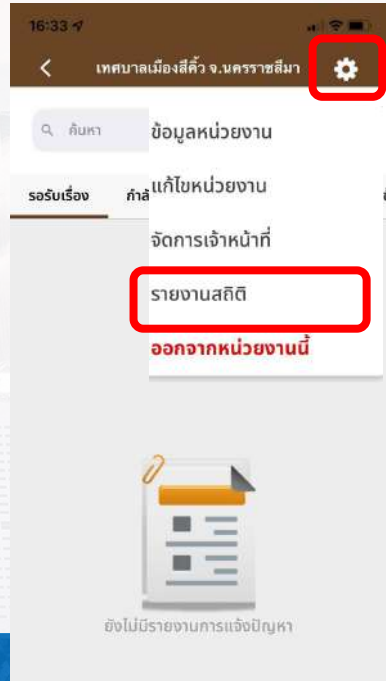 16:33
เทศบาลเมืองสีคิ้ว จ.นครราชสีมา
ค้นหา
ข้อมูลหน่วยงาน
แก้ไขหน่วยงาน
รอรับเรื่อง
จัดการเจ้าหน้าที่
รายงานสถิติ
ออกจากหน่วยงานนี้
ยังไม่มีรายงานการแจ้งปัญหา